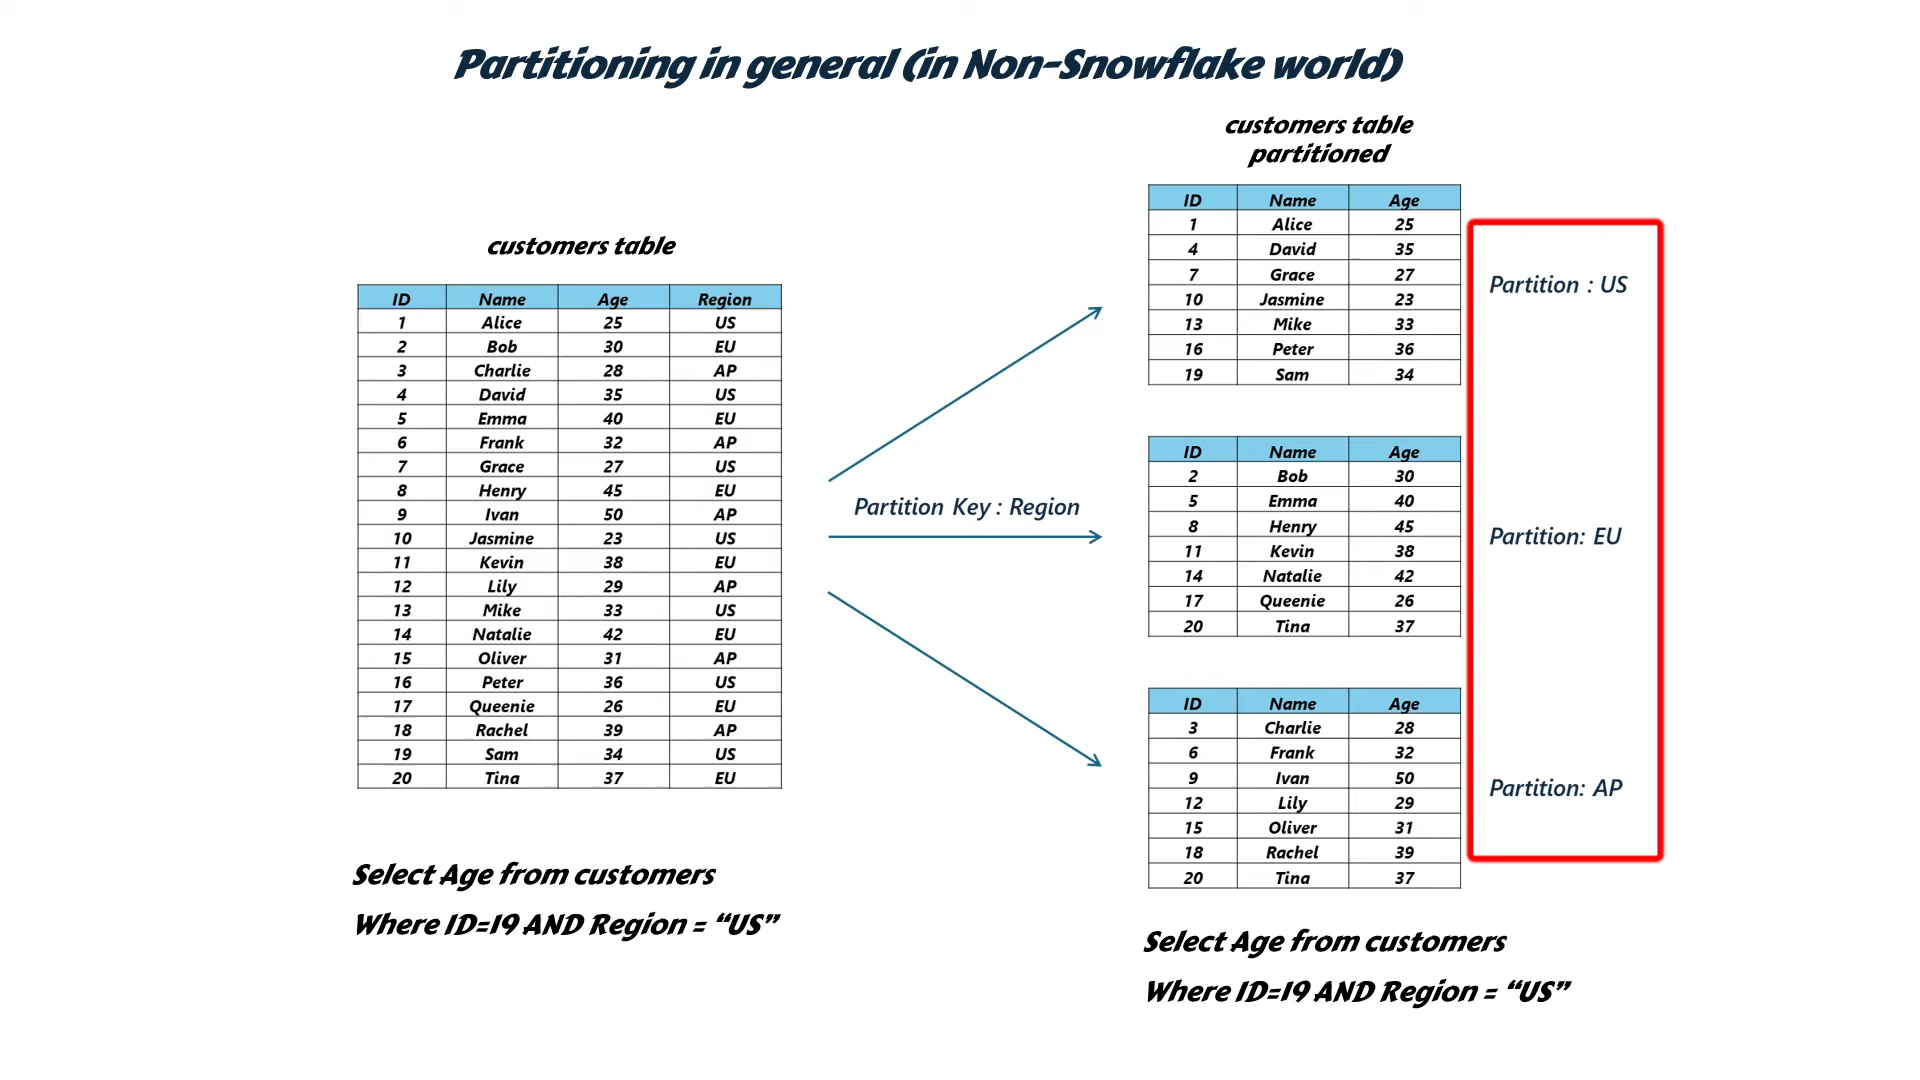 Partitioning in general (in Non-Snowflake world)
customers table
ID Name Age Region
1 Alice 25 US
2 Bob 30 EU
3 Charlie 28 AP
4 David 35 US
5 Emma 40 EU
6 Frank 32 AP
7 Grace 27 US
8 Henry 45 EU
9 Ivan 50 AP
10 Jasmine 23 US
11 Kevin 38 EU
12 Lily 29 AP
13 Mike 33 US
14 Natalie 42 EU
15 Oliver 31 AP
16 Peter 36 US
17 Queenie 26 EU
18 Rachel 39 AP
19 Sam 34 US
20 Tina 37 EU
Select Age from customers
Where ID=19 AND Region = “US”
Partition Key : Region
customers table
partitioned
ID Name Age
1 Alice 25
4 David 35
7 Grace 27
10 Jasmine 23
13 Mike 33
16 Peter 36
19 Sam 34
Partition : US
ID Name Age
2 Bob 30
5 Emma 40
8 Henry 45
11 Kevin 38
14 Natalie 42
17 Queenie 26
20 Tina 37
Partition: EU
ID Name Age
3 Charlie 28
6 Frank 32
9 Ivan 50
12 Lily 29
15 Oliver 31
18 Rachel 39
20 Tina 37
Partition: AP
Select Age from customers
Where ID=19 AND Region = “US”